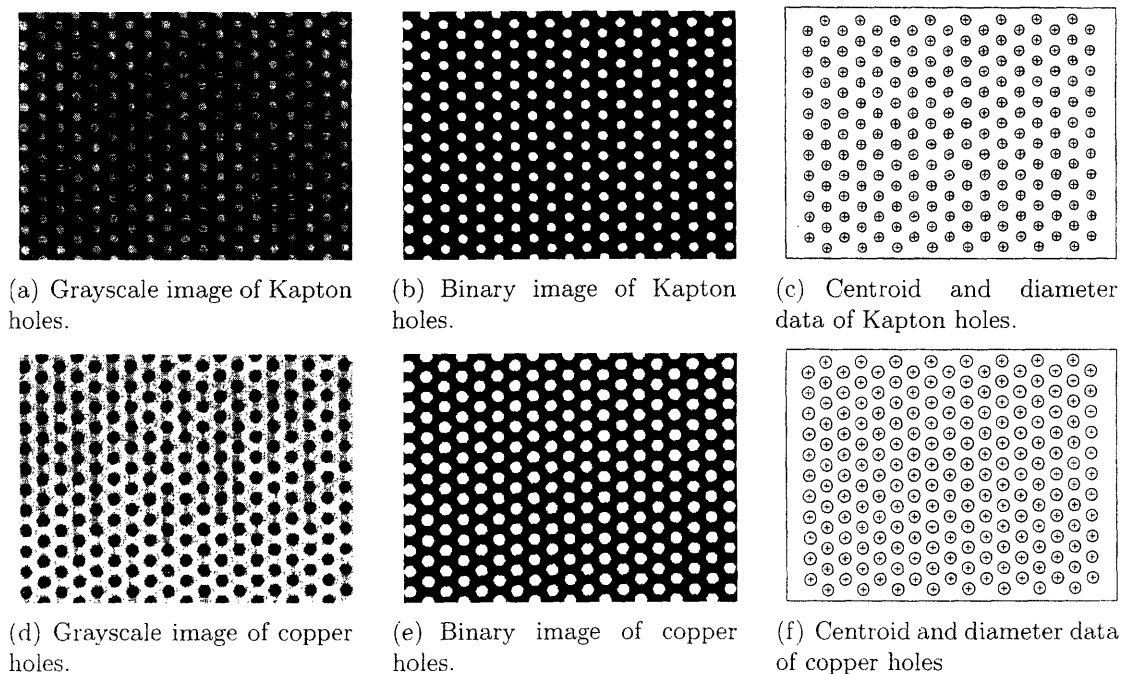 (a) Grayscale image of Kapton
holes.
(b) Binary image of Kapton
holes.
(c) Centroid and diameter
data of Kapton holes.
(d) Grayscale image of copper
holes.
(e) Binary image of copper
holes.
(f) Centroid and diameter data
of copper holes